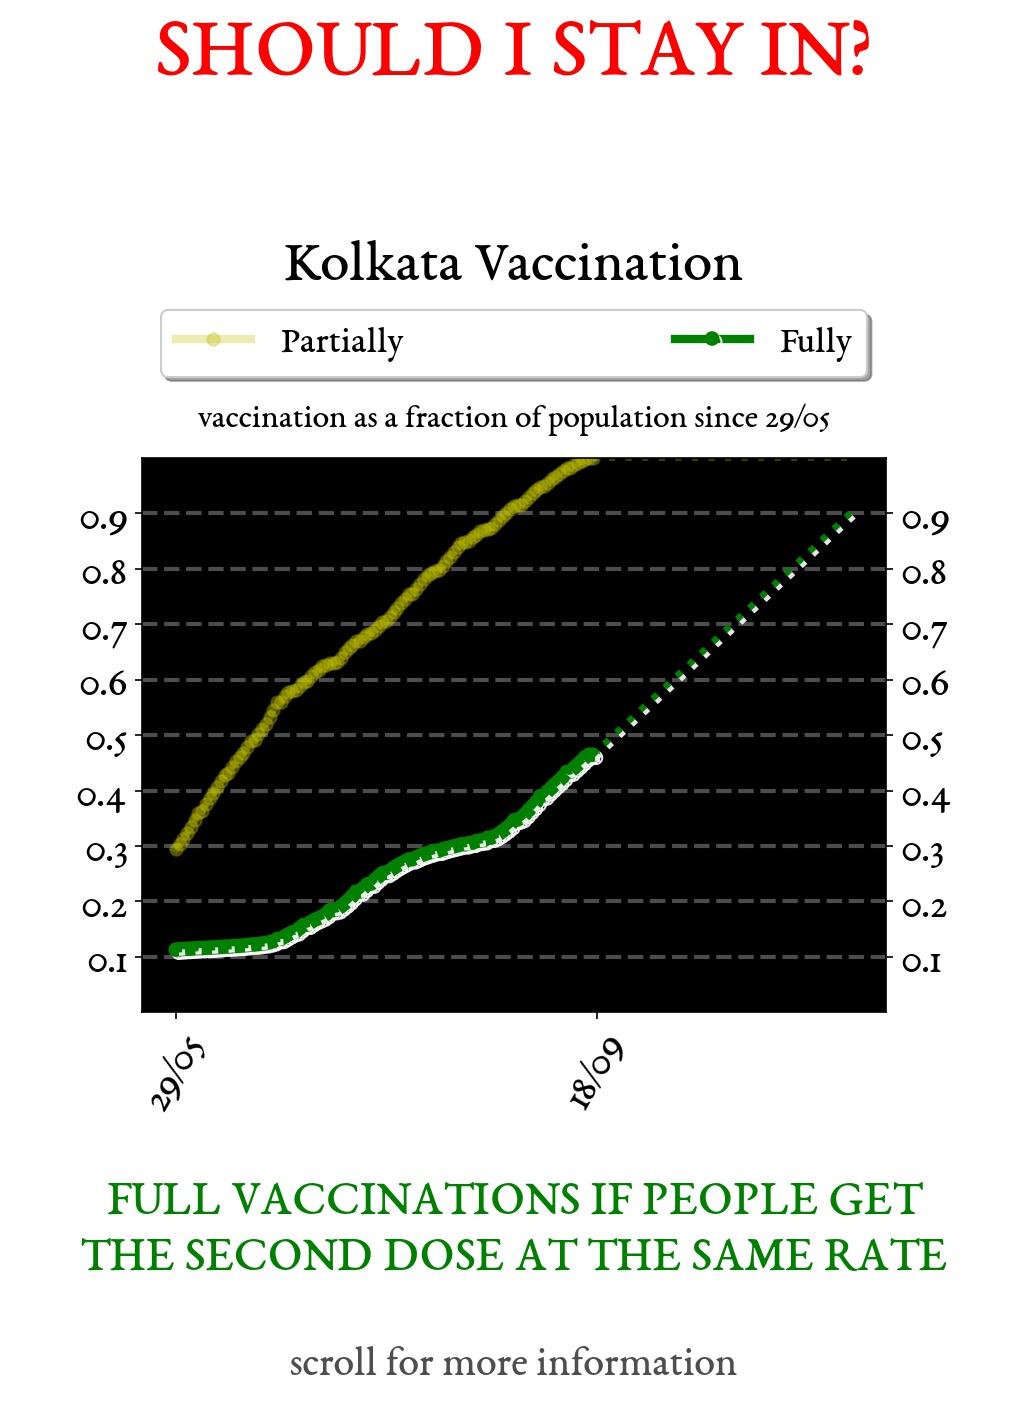 SHOULD I STAY IN?
Kolkata Vaccination
Partially
Fully
vaccination as a fraction of population since 29/05
0.9 0.9
0.8 0.8
0.7 0.7
0.6 0.6
0.5 0.5
0.4 0.4
0.3 0.3
0.2 0.2
0.1 0.1
29/05 18/09
FULL VACCINATIONS IF PEOPLE GET
THE SECOND DOSE AT THE SAME RATE
scroll for more information